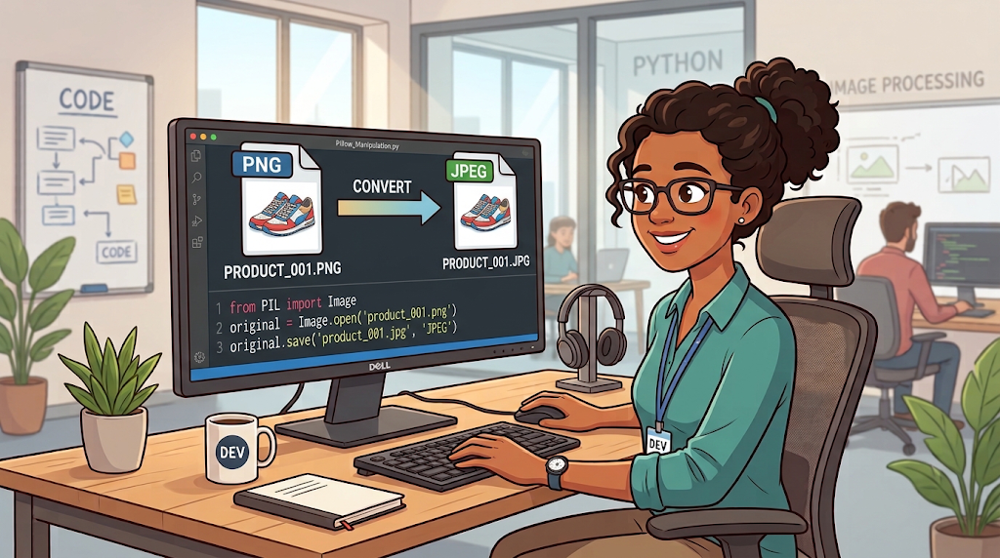 CODE
CODE
PYTHON
IMAGE PROCESSING
Pillow_Manipulation.py
PNG
CONVERT
JPEG
PRODUCT_001.PNG
PRODUCT_001.JPG
1 from PIL import Image
2 original = Image.open('product_001.png')
3 original.save('product_001.jpg', 'JPEG')
DELL
DEV
DEV